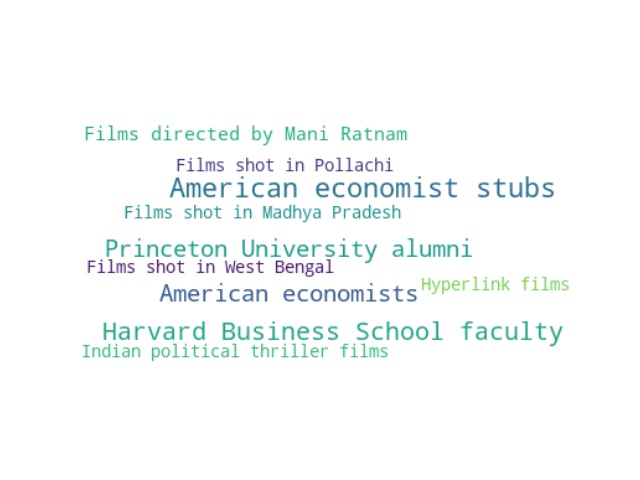 Films directed by Mani Ratnam
Films shot in Pollachi
American economist stubs
Films shot in Madhya Pradesh
Princeton University alumni
Films shot in West Bengal
Hyperlink films
American economists
Harvard Business School faculty
Indian political thriller films